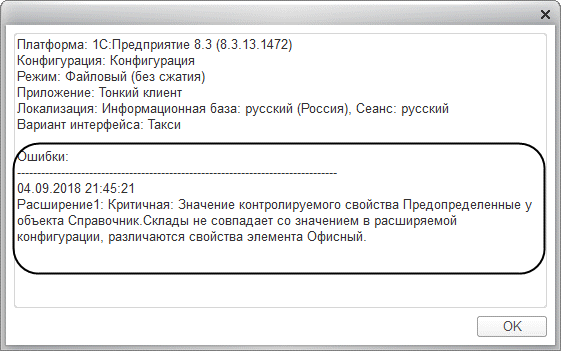 Платформа: 1С:Предприятие 8.3 (8.3.13.1472)
Конфигурация: Конфигурация
Режим: Файловый (без сжатия)
Приложение: Тонкий клиент
Локализация: Информационная база: русский (Россия), Сеанс: русский
Вариант интерфейса: Такси
Ошибки:
--------------------------------------------------------------------------------
04.09.2018 21:45:21
Расширение1: Критичная: Значение контролируемого свойства Предопределенные у
объекта Справочник.Склады не совпадает со значением в расширяемой
конфигурации, различаются свойства элемента Офисный.
OK